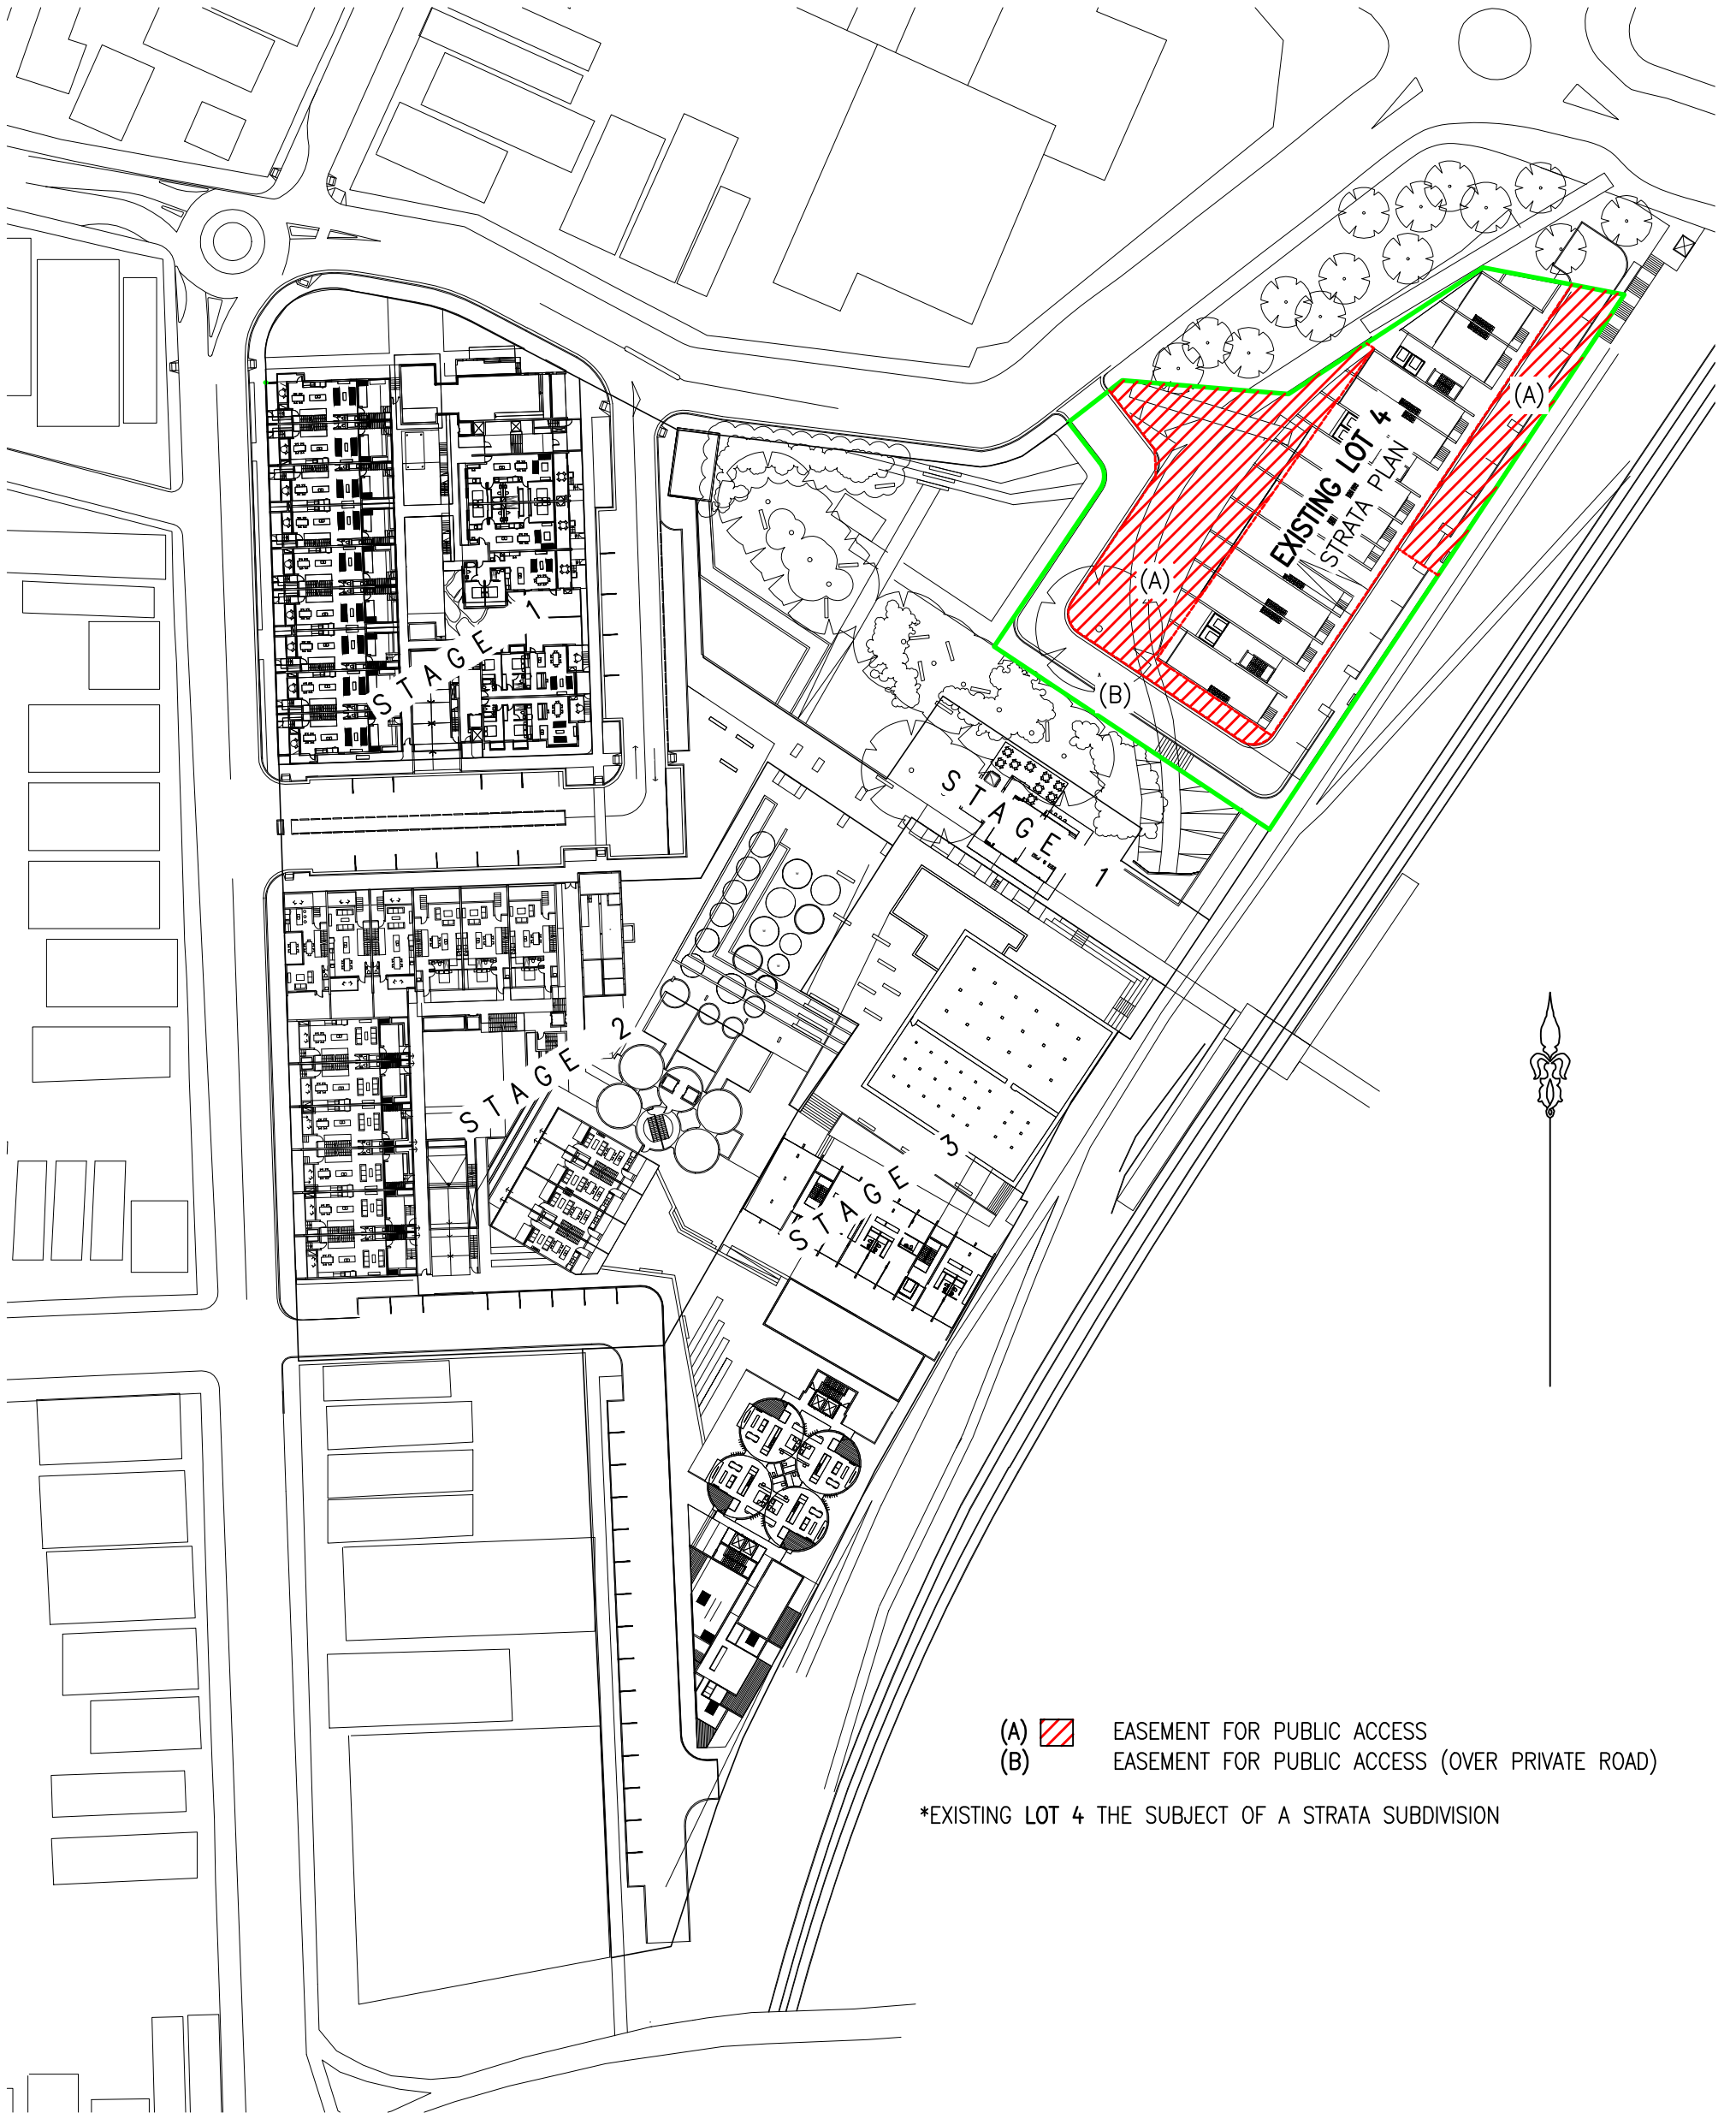 (A)
EXISTING LOT 4
STRATA PLAN
(A)
(B)
STAGE 1
STAGE 1
STAGE 2
STAGE 3
(A) EASEMENT FOR PUBLIC ACCESS
(B) EASEMENT FOR PUBLIC ACCESS (OVER PRIVATE ROAD)
*EXISTING LOT 4 THE SUBJECT OF A STRATA SUBDIVISION